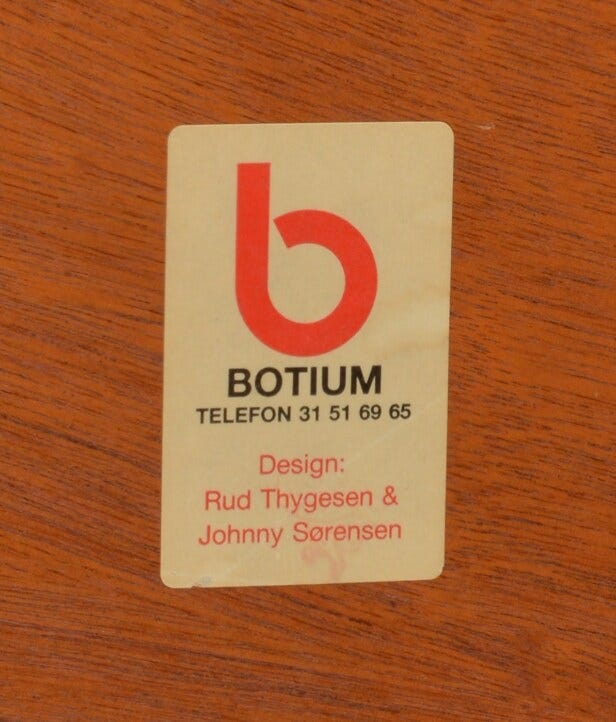 b
BOTIUM
TELEFON 31 51 69 65
Design:
Rud Thygesen &
Johnny Sørensen